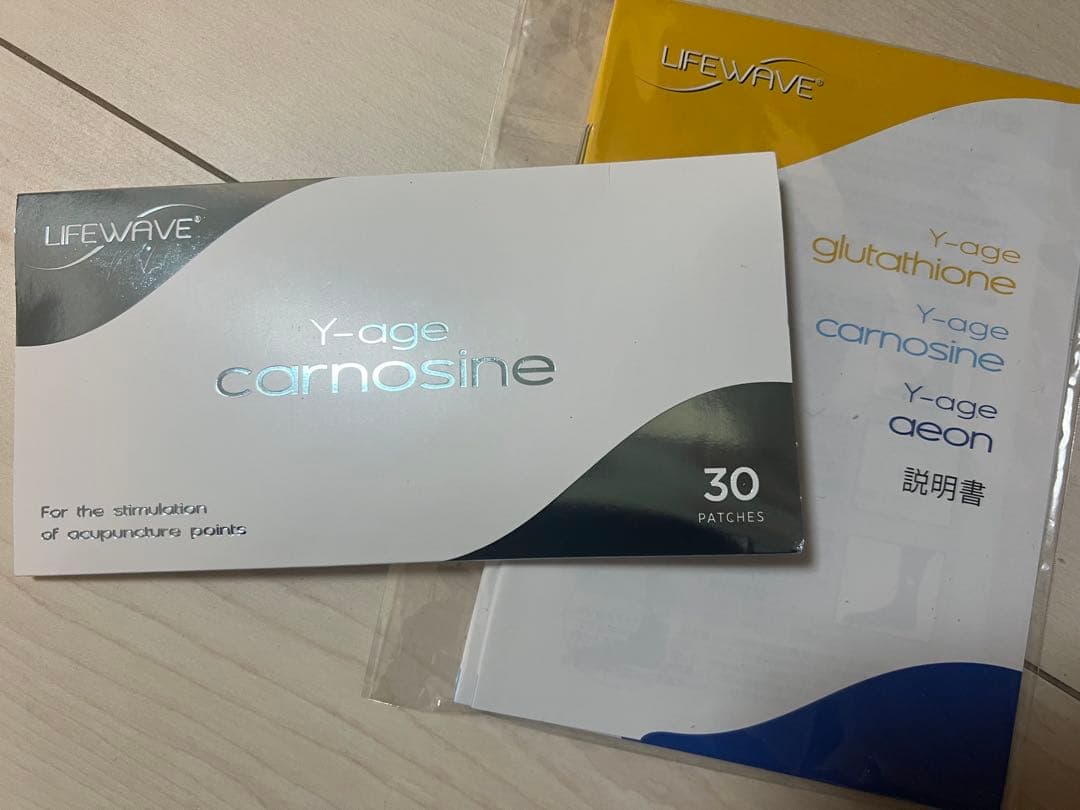 LIFEWAVE®
Y-age
carnosine
For the stimulation
of acupuncture points
30
PATCHES
LIFEWAVE®
Y-age
glutathione
Y-age
carnosine
Y-age
aeon
説明書